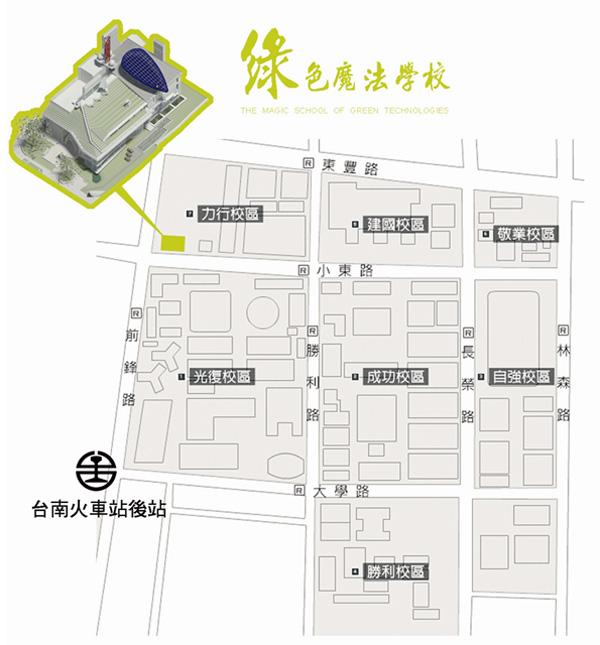 綠色魔法學校
THE MAGIC SCHOOL OF GREEN TECHNOLOGIES
R 東豐路
7 力行校區
建國校區
敬業校區
R 小東路
R 前鋒路
R 勝利路
R 長榮路
R 林森路
1 光復校區
成功校區
自強校區
台南火車站後站
R 大學路
勝利校區